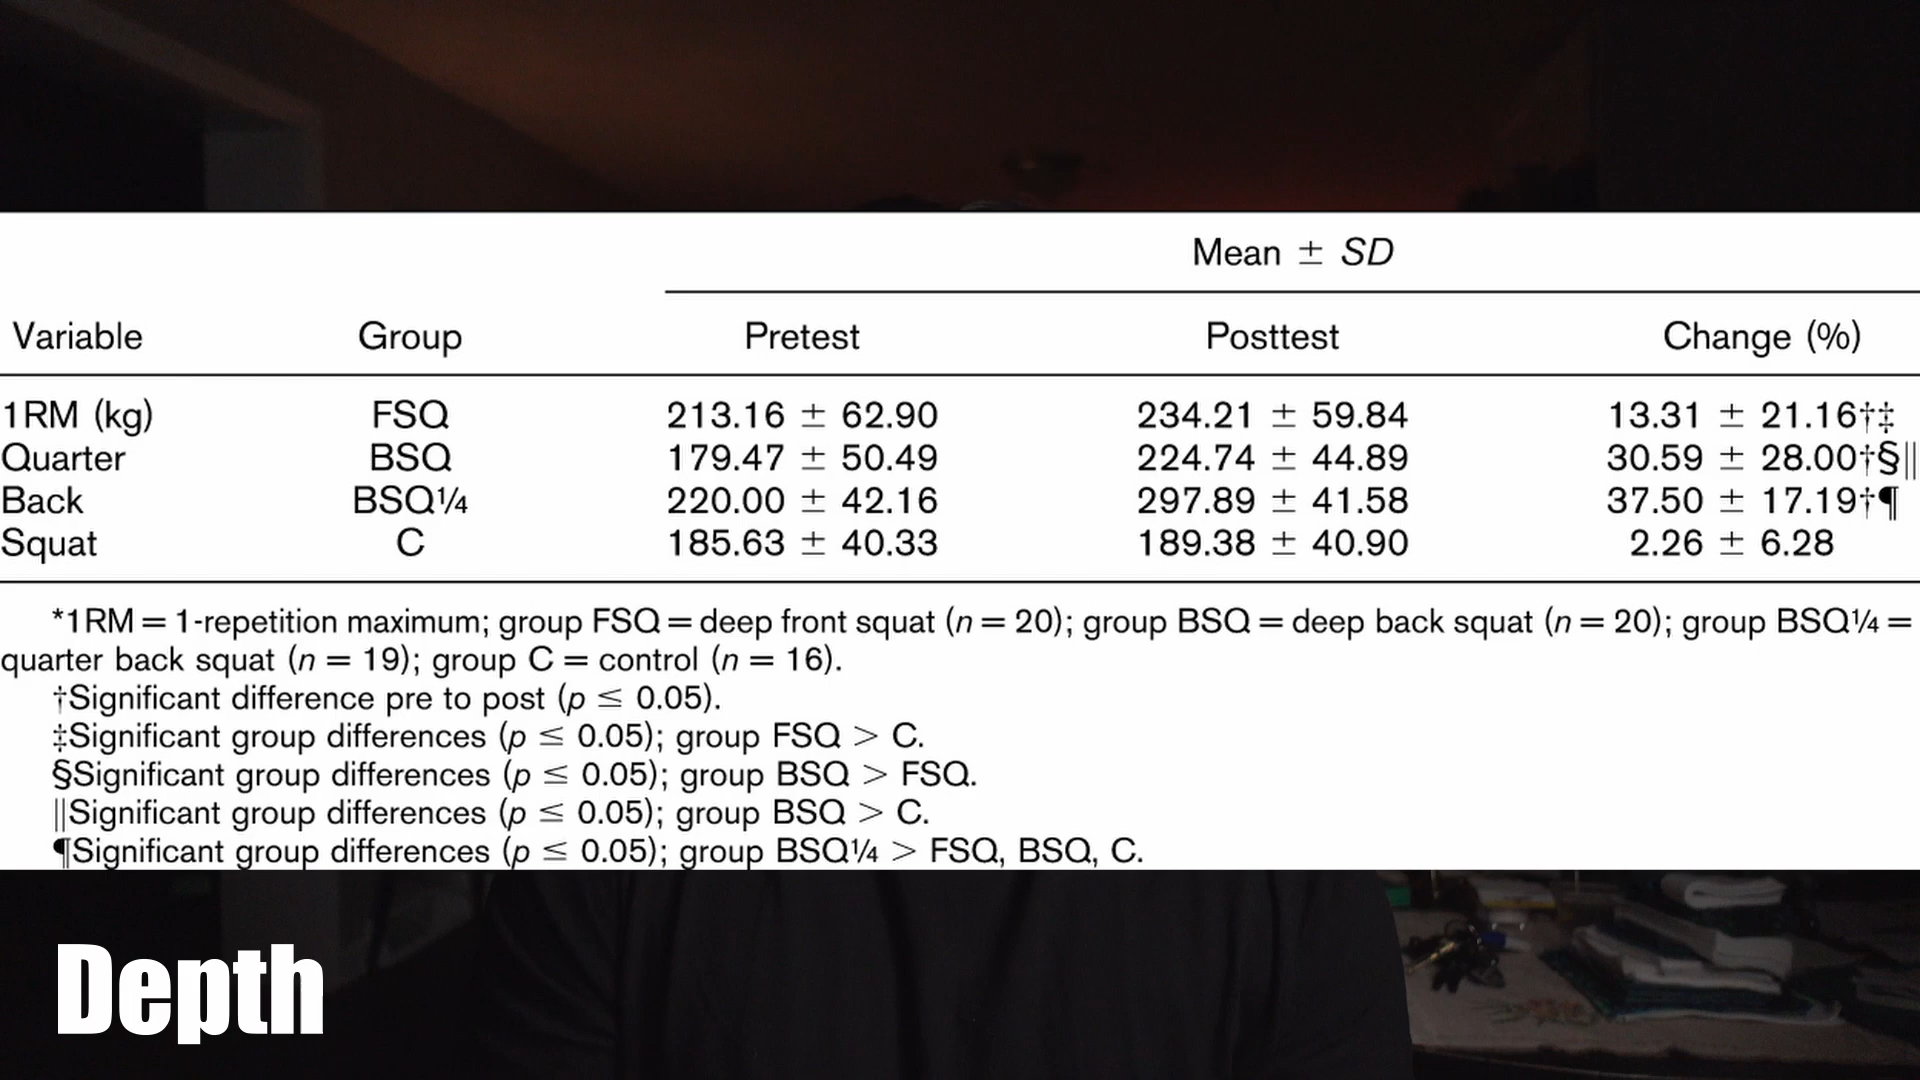 Mean ± SD
Variable Group Pretest Posttest Change (%)
1RM (kg) FSQ 213.16 ± 62.90 234.21 ± 59.84 13.31 ± 21.16†‡
Quarter BSQ 179.47 ± 50.49 224.74 ± 44.89 30.59 ± 28.00†§||
Back BSQ¼ 220.00 ± 42.16 297.89 ± 41.58 37.50 ± 17.19†¶
Squat C 185.63 ± 40.33 189.38 ± 40.90 2.26 ± 6.28
*1RM = 1-repetition maximum; group FSQ = deep front squat (n = 20); group BSQ = deep back squat (n = 20); group BSQ¼ =
quarter back squat (n = 19); group C = control (n = 16).
†Significant difference pre to post (p ≤ 0.05).
‡Significant group differences (p ≤ 0.05); group FSQ > C.
§Significant group differences (p ≤ 0.05); group BSQ > FSQ.
||Significant group differences (p ≤ 0.05); group BSQ > C.
¶Significant group differences (p ≤ 0.05); group BSQ¼ > FSQ, BSQ, C.
Depth